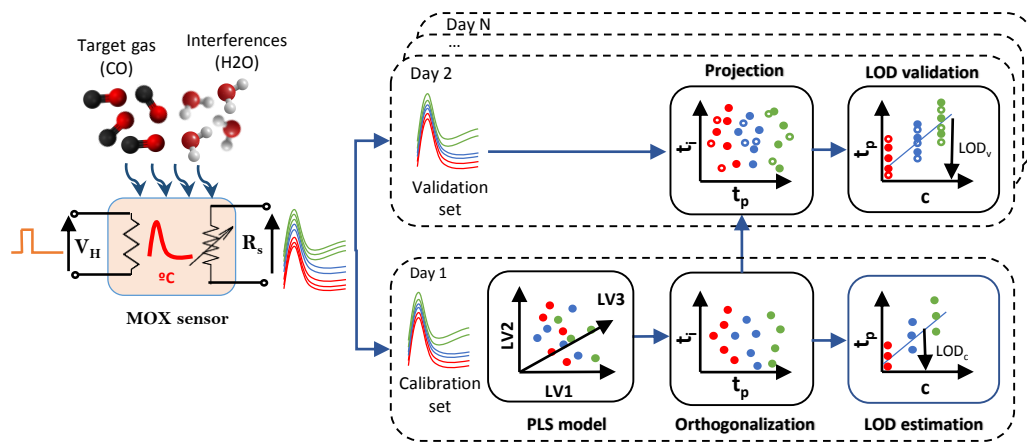 Target gas
(CO)
Interferences
(H2O)
V_H
ºC
R_s
MOX sensor
Day N
...
Day 2
Validation
set
Projection
t_i
t_p
LOD validation
t_p
LOD_v
c
Day 1
Calibration
set
LV2
LV3
LV1
PLS model
t_i
t_p
Orthogonalization
t_p
LOD_c
c
LOD estimation